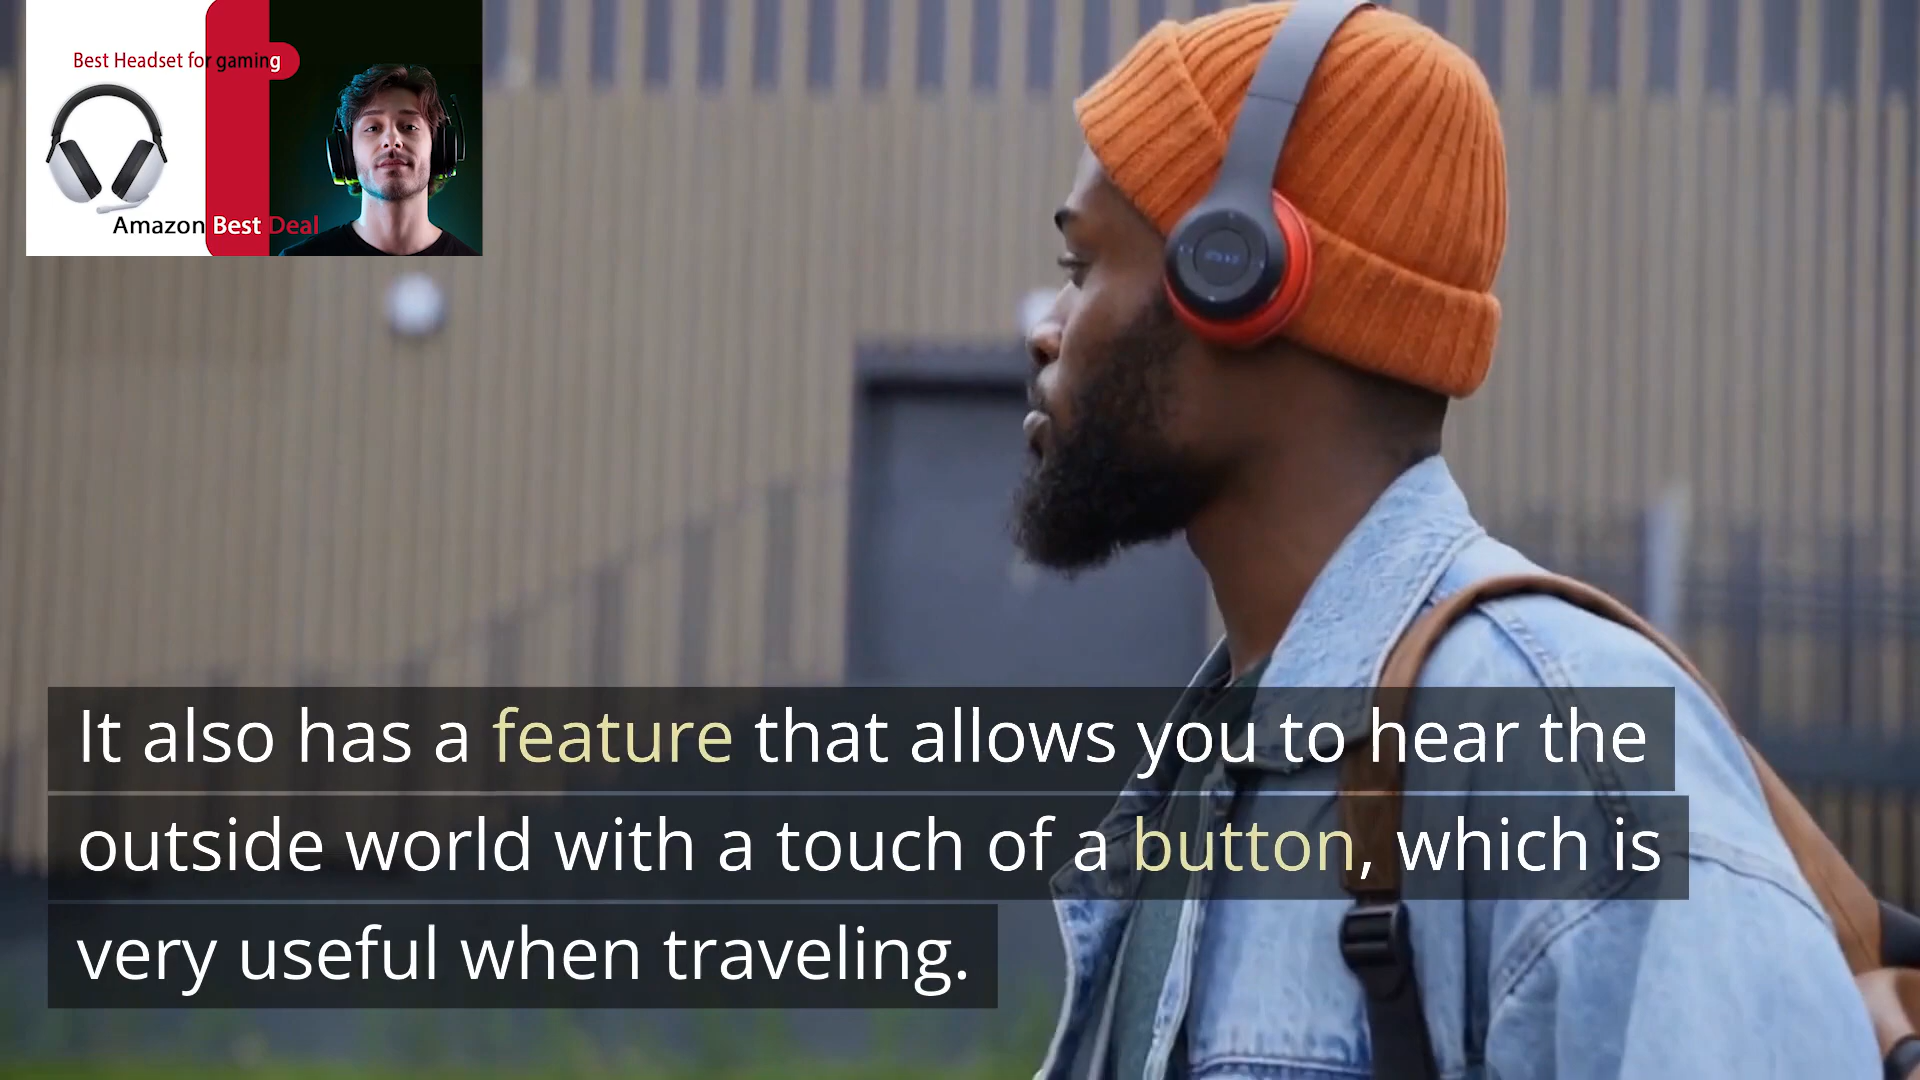 Best Headset for gaming
Amazon Best Deal
It also has a feature that allows you to hear the
outside world with a touch of a button, which is
very useful when traveling.